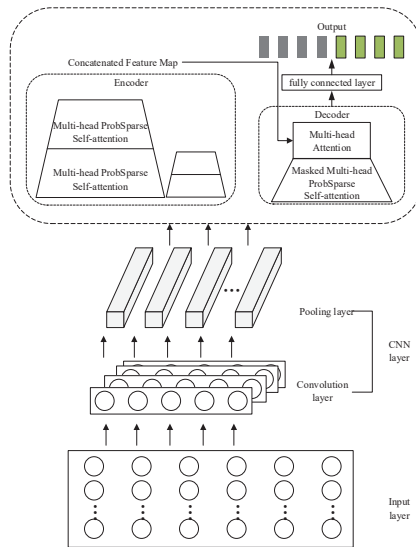 Output
Concatenated Feature Map
fully connected layer
Encoder
Decoder
Multi-head ProbSparse
Self-attention
Multi-head ProbSparse
Self-attention
Multi-head
Attention
Masked Multi-head
ProbSparse
Self-attention
...
Pooling layer
CNN
layer
Convolution
layer
Input
layer